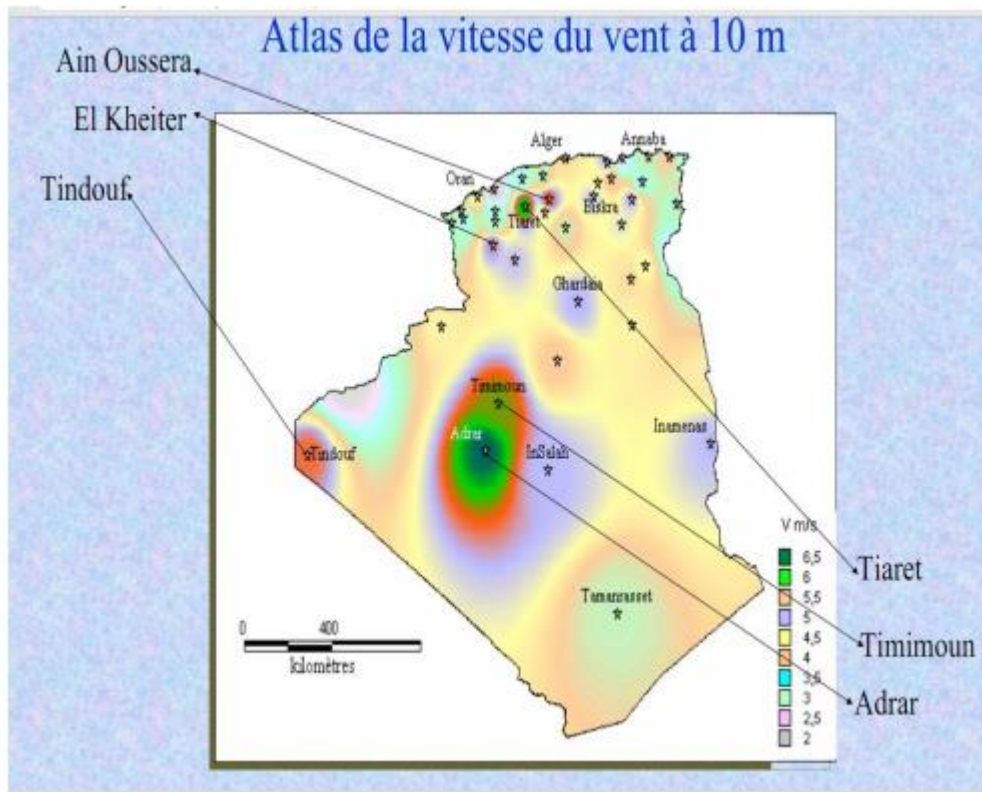 Atlas de la vitesse du vent à 10 m
Ain Oussera
El Kheiter
Tindouf
Alger
Annaba
Oran
Tiaret
Biskra
Ghardaia
Timimoun
Adrar
Tindouf
InSalah
Inamenas
Tamanrasset
0 400
kilomètres
V m/s
6,5
6
5,5
5
4,5
4
3,5
3
2,5
2
Tiaret
Timimoun
Adrar